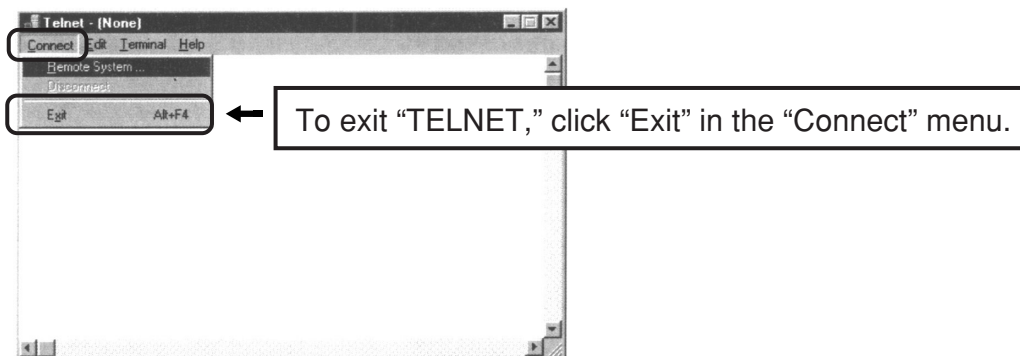 Telnet - (None)
Connect Edit Terminal Help
Remote System ...
Disconnect
Exit Alt+F4
To exit “TELNET,” click “Exit” in the “Connect” menu.